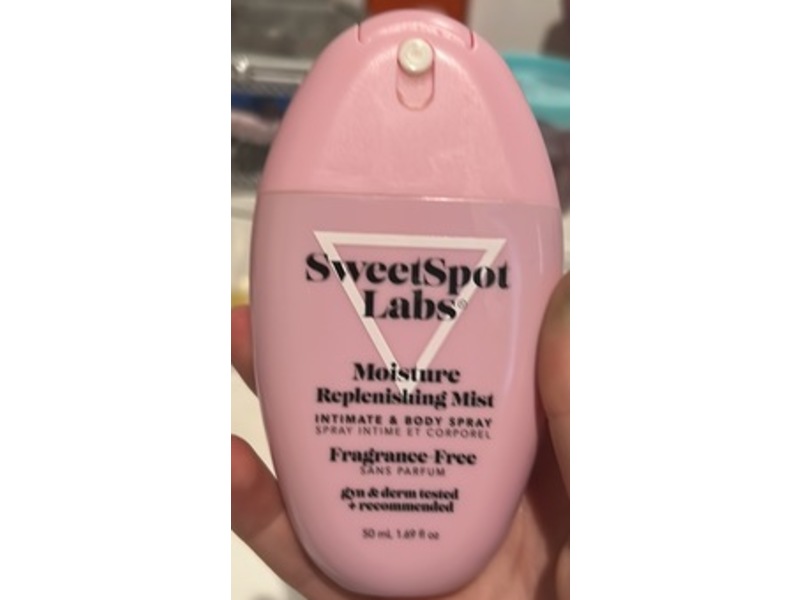 SweetSpot
Labs®
Moisture
Replenishing Mist
INTIMATE & BODY SPRAY
SPRAY INTIME ET CORPOREL
Fragrance-Free
SANS PARFUM
gyn & derm tested
+ recommended
50 mL 1.69 fl oz